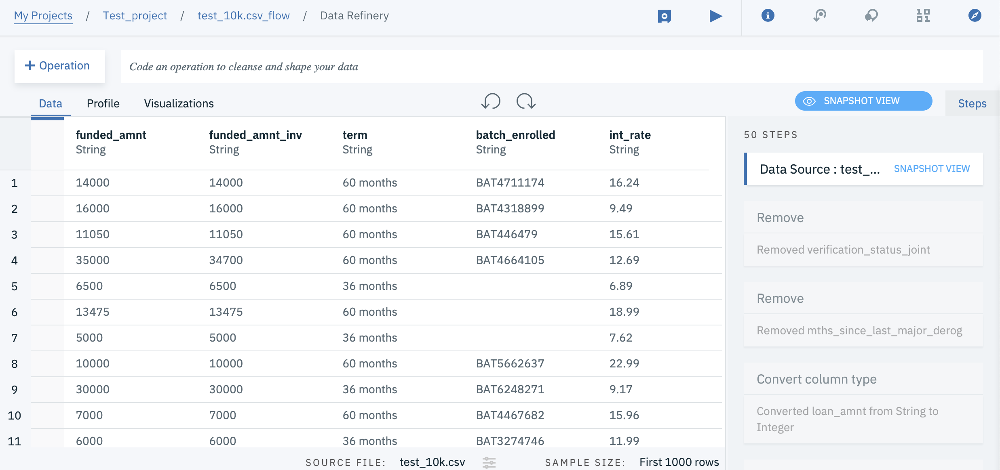 My Projects / Test_project / test_10k.csv_flow / Data Refinery
+ Operation
Code an operation to cleanse and shape your data
Data Profile Visualizations
SNAPSHOT VIEW
Steps
funded_amnt funded_amnt_inv term batch_enrolled int_rate
String String String String String
1 14000 14000 60 months BAT4711174 16.24
2 16000 16000 60 months BAT4318899 9.49
3 11050 11050 60 months BAT446479 15.61
4 35000 34700 60 months BAT4664105 12.69
5 6500 6500 36 months 6.89
6 13475 13475 60 months 18.99
7 5000 5000 36 months 7.62
8 10000 10000 60 months BAT5662637 22.99
9 30000 30000 36 months BAT6248271 9.17
10 7000 7000 60 months BAT4467682 15.96
11 6000 6000 36 months BAT3274746 11.99
SOURCE FILE: test_10k.csv SAMPLE SIZE: First 1000 rows
50 STEPS
Data Source : test_... SNAPSHOT VIEW
Remove
Removed verification_status_joint
Remove
Removed mths_since_last_major_derog
Convert column type
Converted loan_amnt from String to
Integer